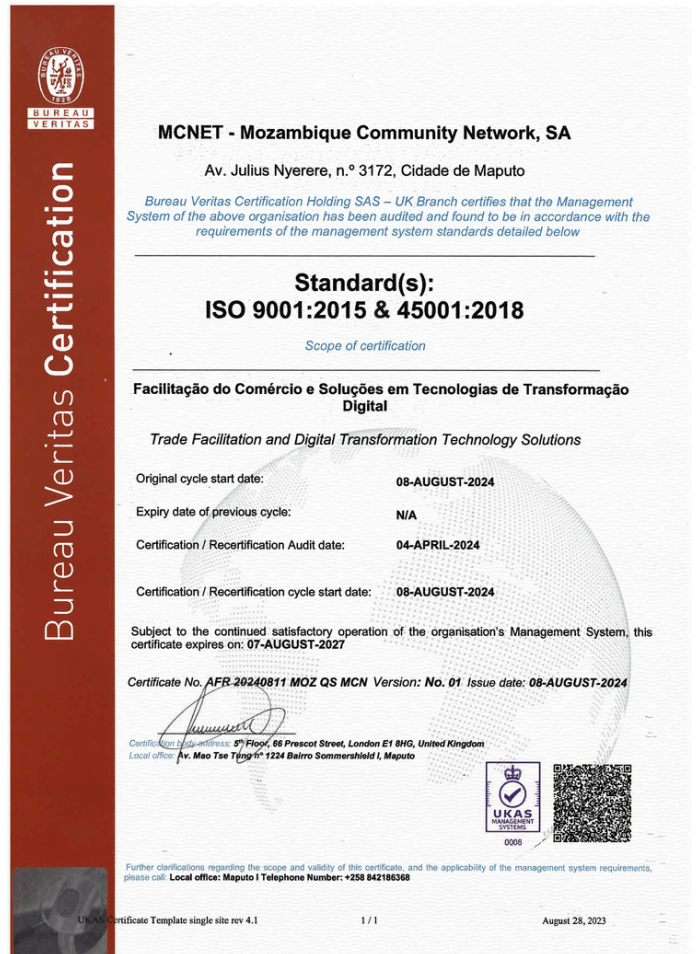 BUREAU VERITAS
1828
BUREAU
VERITAS
Bureau Veritas Certification
MCNET - Mozambique Community Network, SA
Av. Julius Nyerere, n.º 3172, Cidade de Maputo
Bureau Veritas Certification Holding SAS – UK Branch certifies that the Management
System of the above organisation has been audited and found to be in accordance with the
requirements of the management system standards detailed below
Standard(s):
ISO 9001:2015 & 45001:2018
Scope of certification
Facilitação do Comércio e Soluções em Tecnologias de Transformação
Digital
Trade Facilitation and Digital Transformation Technology Solutions
Original cycle start date: 08-AUGUST-2024
Expiry date of previous cycle: N/A
Certification / Recertification Audit date: 04-APRIL-2024
Certification / Recertification cycle start date: 08-AUGUST-2024
Subject to the continued satisfactory operation of the organisation's Management System, this
certificate expires on: 07-AUGUST-2027
Certificate No. AFR 20240811 MOZ QS MCN Version: No. 01 Issue date: 08-AUGUST-2024
Certification body address: 5th Floor, 66 Prescot Street, London E1 8HG, United Kingdom
Local office: Av. Mao Tse Tung nº 1224 Bairro Sommershield I, Maputo
UKAS
MANAGEMENT
SYSTEMS
0008
Further clarifications regarding the scope and validity of this certificate, and the applicability of the management system requirements,
please call: Local office: Maputo I Telephone Number: +258 842186368
UKAS Certificate Template single site rev 4.1 1 / 1 August 28, 2023